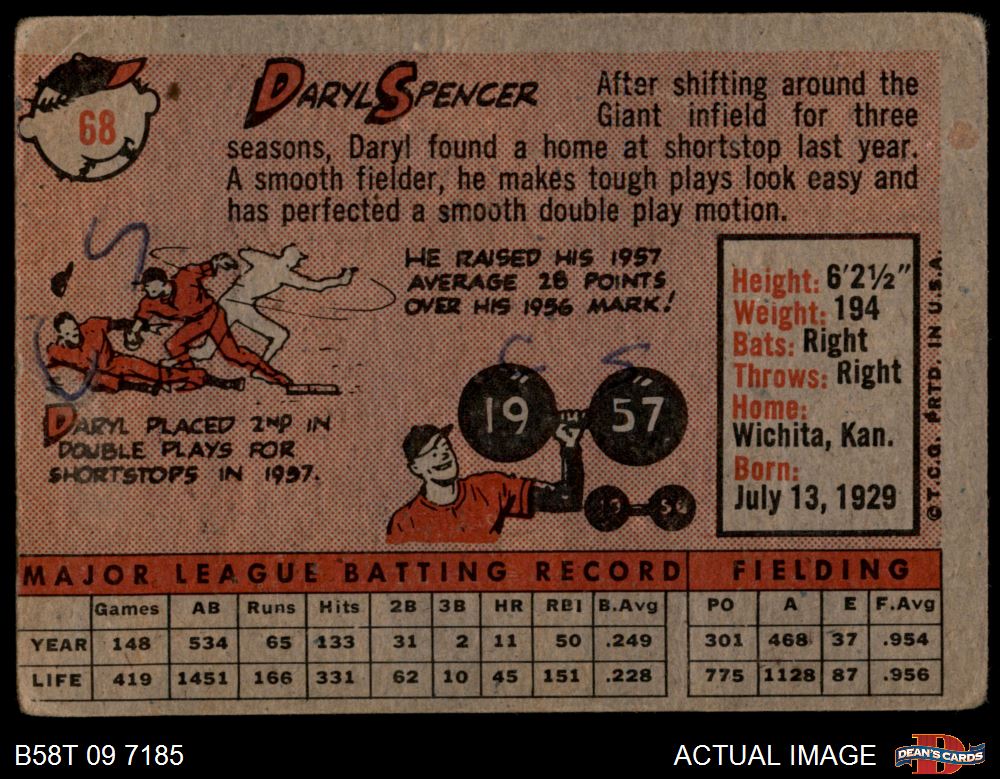 68
DARYL SPENCER
After shifting around the
Giant infield for three
seasons, Daryl found a home at shortstop last year.
A smooth fielder, he makes tough plays look easy and
has perfected a smooth double play motion.
HE RAISED HIS 1957
AVERAGE 28 POINTS
OVER HIS 1956 MARK!
DARYL PLACED 2ND IN
DOUBLE PLAYS FOR
SHORTSTOPS IN 1957.
S
C
C S
19 57
19 56
Height: 6'2½"
Weight: 194
Bats: Right
Throws: Right
Home:
Wichita, Kan.
Born:
July 13, 1929
©T.C.G. PRTD. IN U.S.A.
MAJOR LEAGUE BATTING RECORD FIELDING
Games AB Runs Hits 2B 3B HR RBI B.Avg PO A E F.Avg
YEAR 148 534 65 133 31 2 11 50 .249 301 468 37 .954
LIFE 419 1451 166 331 62 10 45 151 .228 775 1128 87 .956
B58T 09 7185 ACTUAL IMAGE DEAN'S CARDS